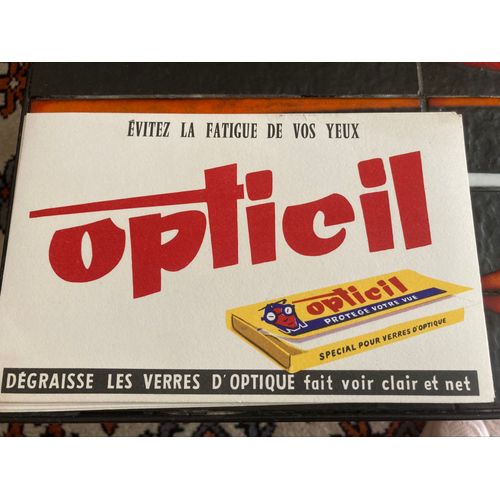 ÉVITEZ LA FATIGUE DE VOS YEUX
opticil
opticil
PROTEGE VOTRE VUE
SPECIAL POUR VERRES D'OPTIQUE
DÉGRAISSE LES VERRES D'OPTIQUE fait voir clair et net